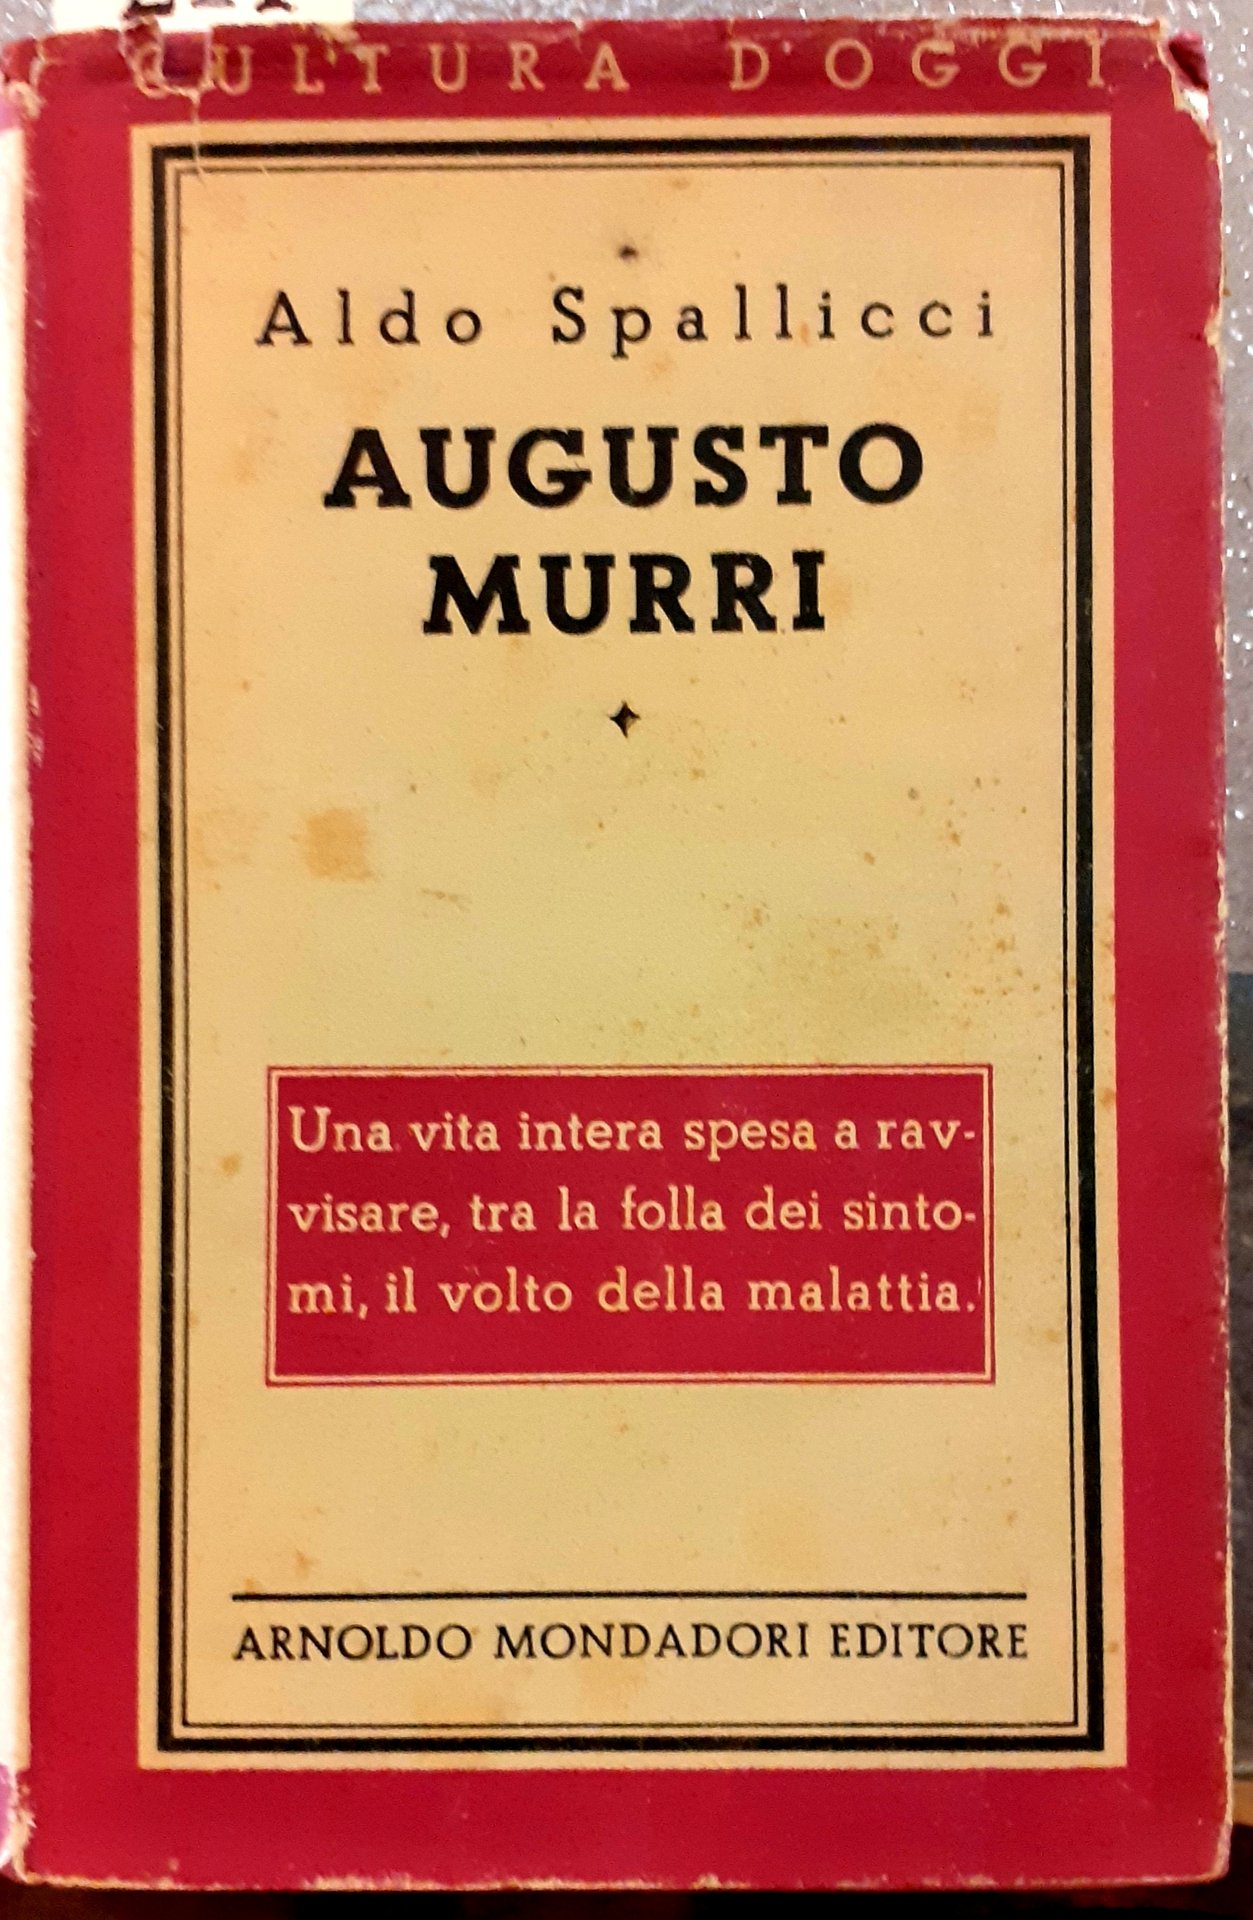 CULTURA D'OGGI
Aldo Spallicci
AUGUSTO
MURRI
Una vita intera spesa a rav-
visare, tra la folla dei sinto-
mi, il volto della malattia.
ARNOLDO MONDADORI EDITORE